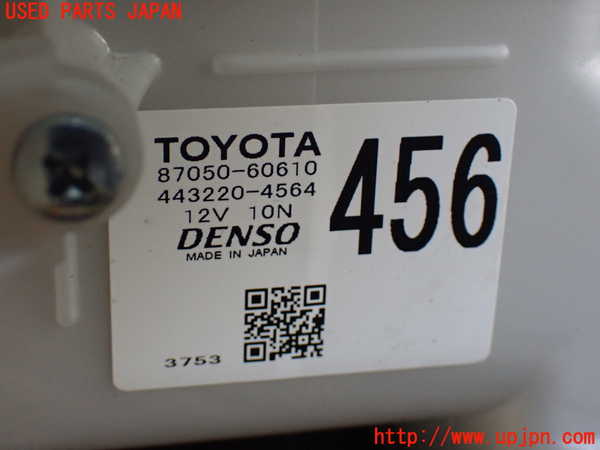 USED PARTS JAPAN
TOYOTA
87050-60610
443220-4564
12V 10N
DENSO
MADE IN JAPAN
456
3753
UPJ
http://www.upjpn.com/